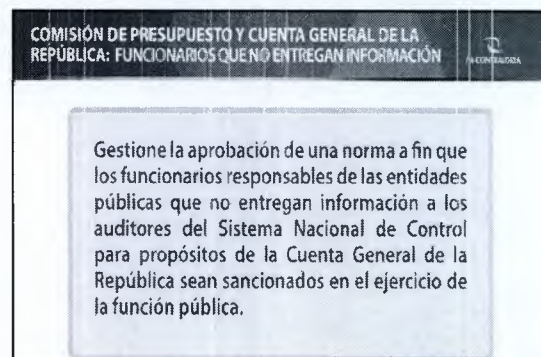 COMISIÓN DE PRESUPUESTO Y CUENTA GENERAL DE LA
REPÚBLICA: FUNCIONARIOS QUE NO ENTREGAN INFORMACIÓN
LA CONTRALORÍA
Gestione la aprobación de una norma a fin que
los funcionarios responsables de las entidades
públicas que no entregan información a los
auditores del Sistema Nacional de Control
para propósitos de la Cuenta General de la
República sean sancionados en el ejercicio de
la función pública.